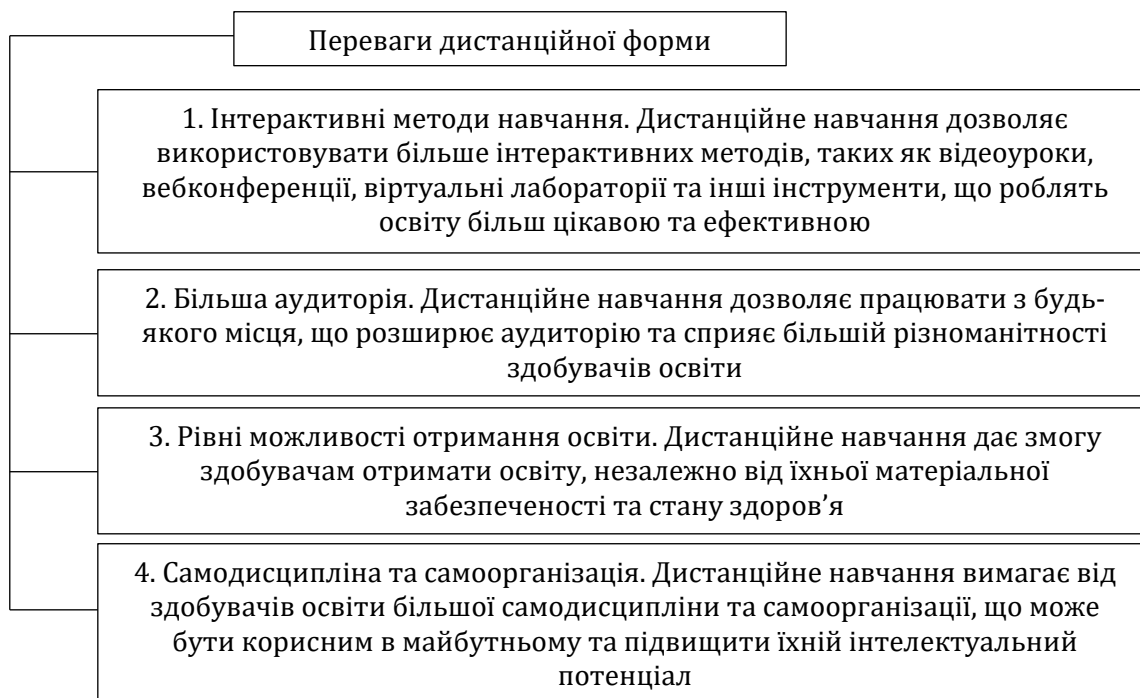 Переваги дистанційної форми
1. Інтерактивні методи навчання. Дистанційне навчання дозволяє
використовувати більше інтерактивних методів, таких як відеоуроки,
вебконференції, віртуальні лабораторії та інші інструменти, що роблять
освіту більш цікавою та ефективною
2. Більша аудиторія. Дистанційне навчання дозволяє працювати з будь-
якого місця, що розширює аудиторію та сприяє більшій різноманітності
здобувачів освіти
3. Рівні можливості отримання освіти. Дистанційне навчання дає змогу
здобувачам отримати освіту, незалежно від їхньої матеріальної
забезпеченості та стану здоров’я
4. Самодисципліна та самоорганізація. Дистанційне навчання вимагає від
здобувачів освіти більшої самодисципліни та самоорганізації, що може
бути корисним в майбутньому та підвищити їхній інтелектуальний
потенціал